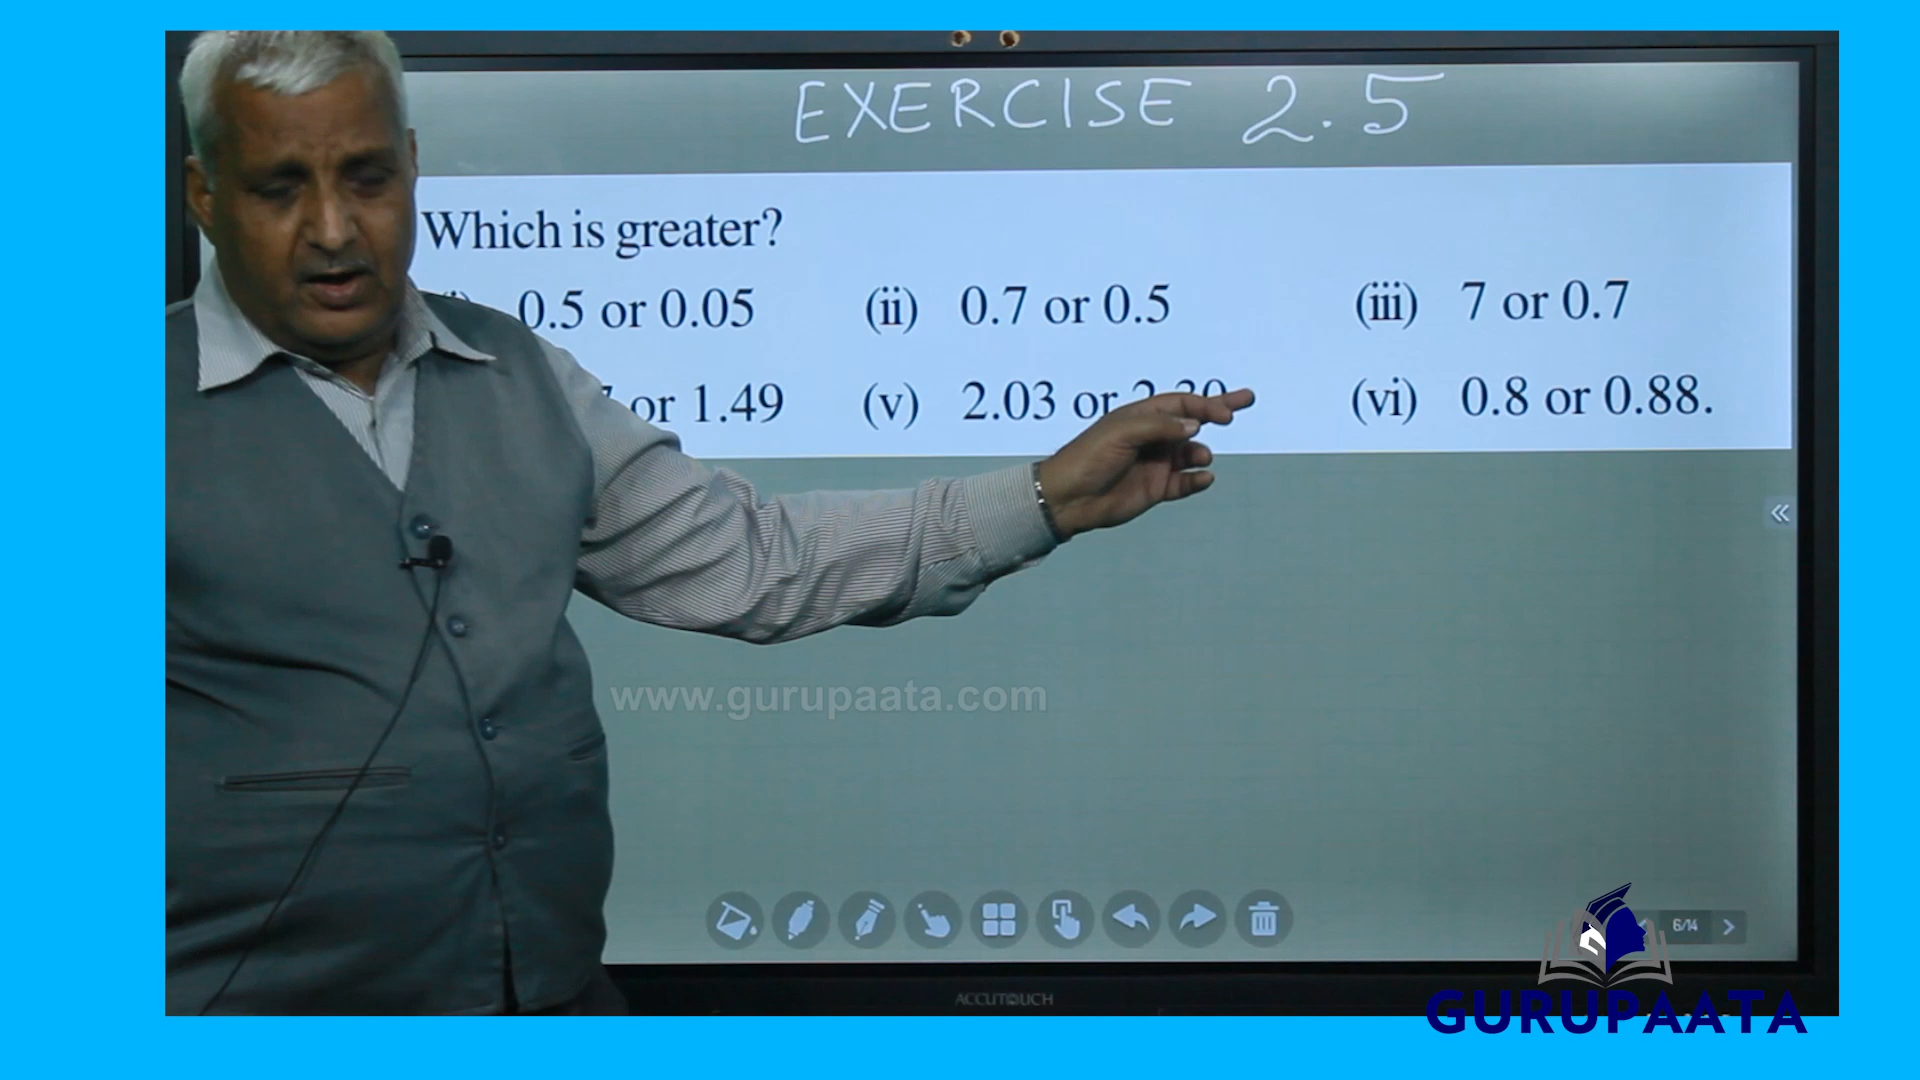 EXERCISE 2.5
Which is greater?
0.5 or 0.05 (ii) 0.7 or 0.5 (iii) 7 or 0.7
or 1.49 (v) 2.03 or 2.30 (vi) 0.8 or 0.88.
www.gurupaata.com
6/14
ACCUTOUCH
GURUPAATA